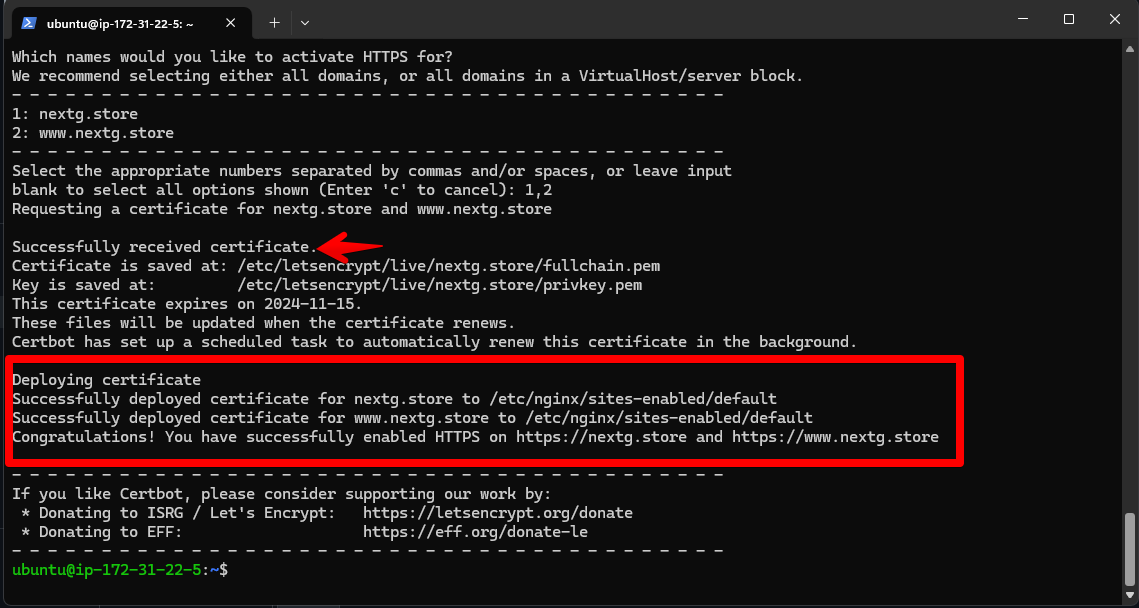 ubuntu@ip-172-31-22-5: ~
Which names would you like to activate HTTPS for?
We recommend selecting either all domains, or all domains in a VirtualHost/server block.
- - - - - - - - - - - - - - - - - - - - - - - - - - - - - - - - - - - - - - - -
1: nextg.store
2: www.nextg.store
- - - - - - - - - - - - - - - - - - - - - - - - - - - - - - - - - - - - - - - -
Select the appropriate numbers separated by commas and/or spaces, or leave input
blank to select all options shown (Enter 'c' to cancel): 1,2
Requesting a certificate for nextg.store and www.nextg.store
Successfully received certificate.
Certificate is saved at: /etc/letsencrypt/live/nextg.store/fullchain.pem
Key is saved at:         /etc/letsencrypt/live/nextg.store/privkey.pem
This certificate expires on 2024-11-15.
These files will be updated when the certificate renews.
Certbot has set up a scheduled task to automatically renew this certificate in the background.
Deploying certificate
Successfully deployed certificate for nextg.store to /etc/nginx/sites-enabled/default
Successfully deployed certificate for www.nextg.store to /etc/nginx/sites-enabled/default
Congratulations! You have successfully enabled HTTPS on https://nextg.store and https://www.nextg.store
- - - - - - - - - - - - - - - - - - - - - - - - - - - - - - - - - - - - - - - -
If you like Certbot, please consider supporting our work by:
 * Donating to ISRG / Let's Encrypt:   https://letsencrypt.org/donate
 * Donating to EFF:                    https://eff.org/donate-le
- - - - - - - - - - - - - - - - - - - - - - - - - - - - - - - - - - - - - - - -
ubuntu@ip-172-31-22-5:~$